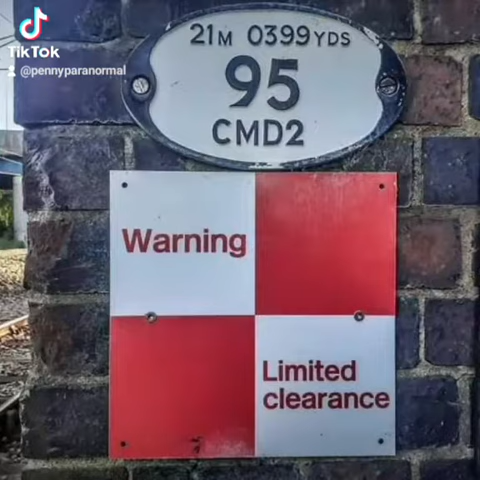 TikTok
@pennyparanormal
21M 0399YDS
95
CMD2
Warning
Limited
clearance